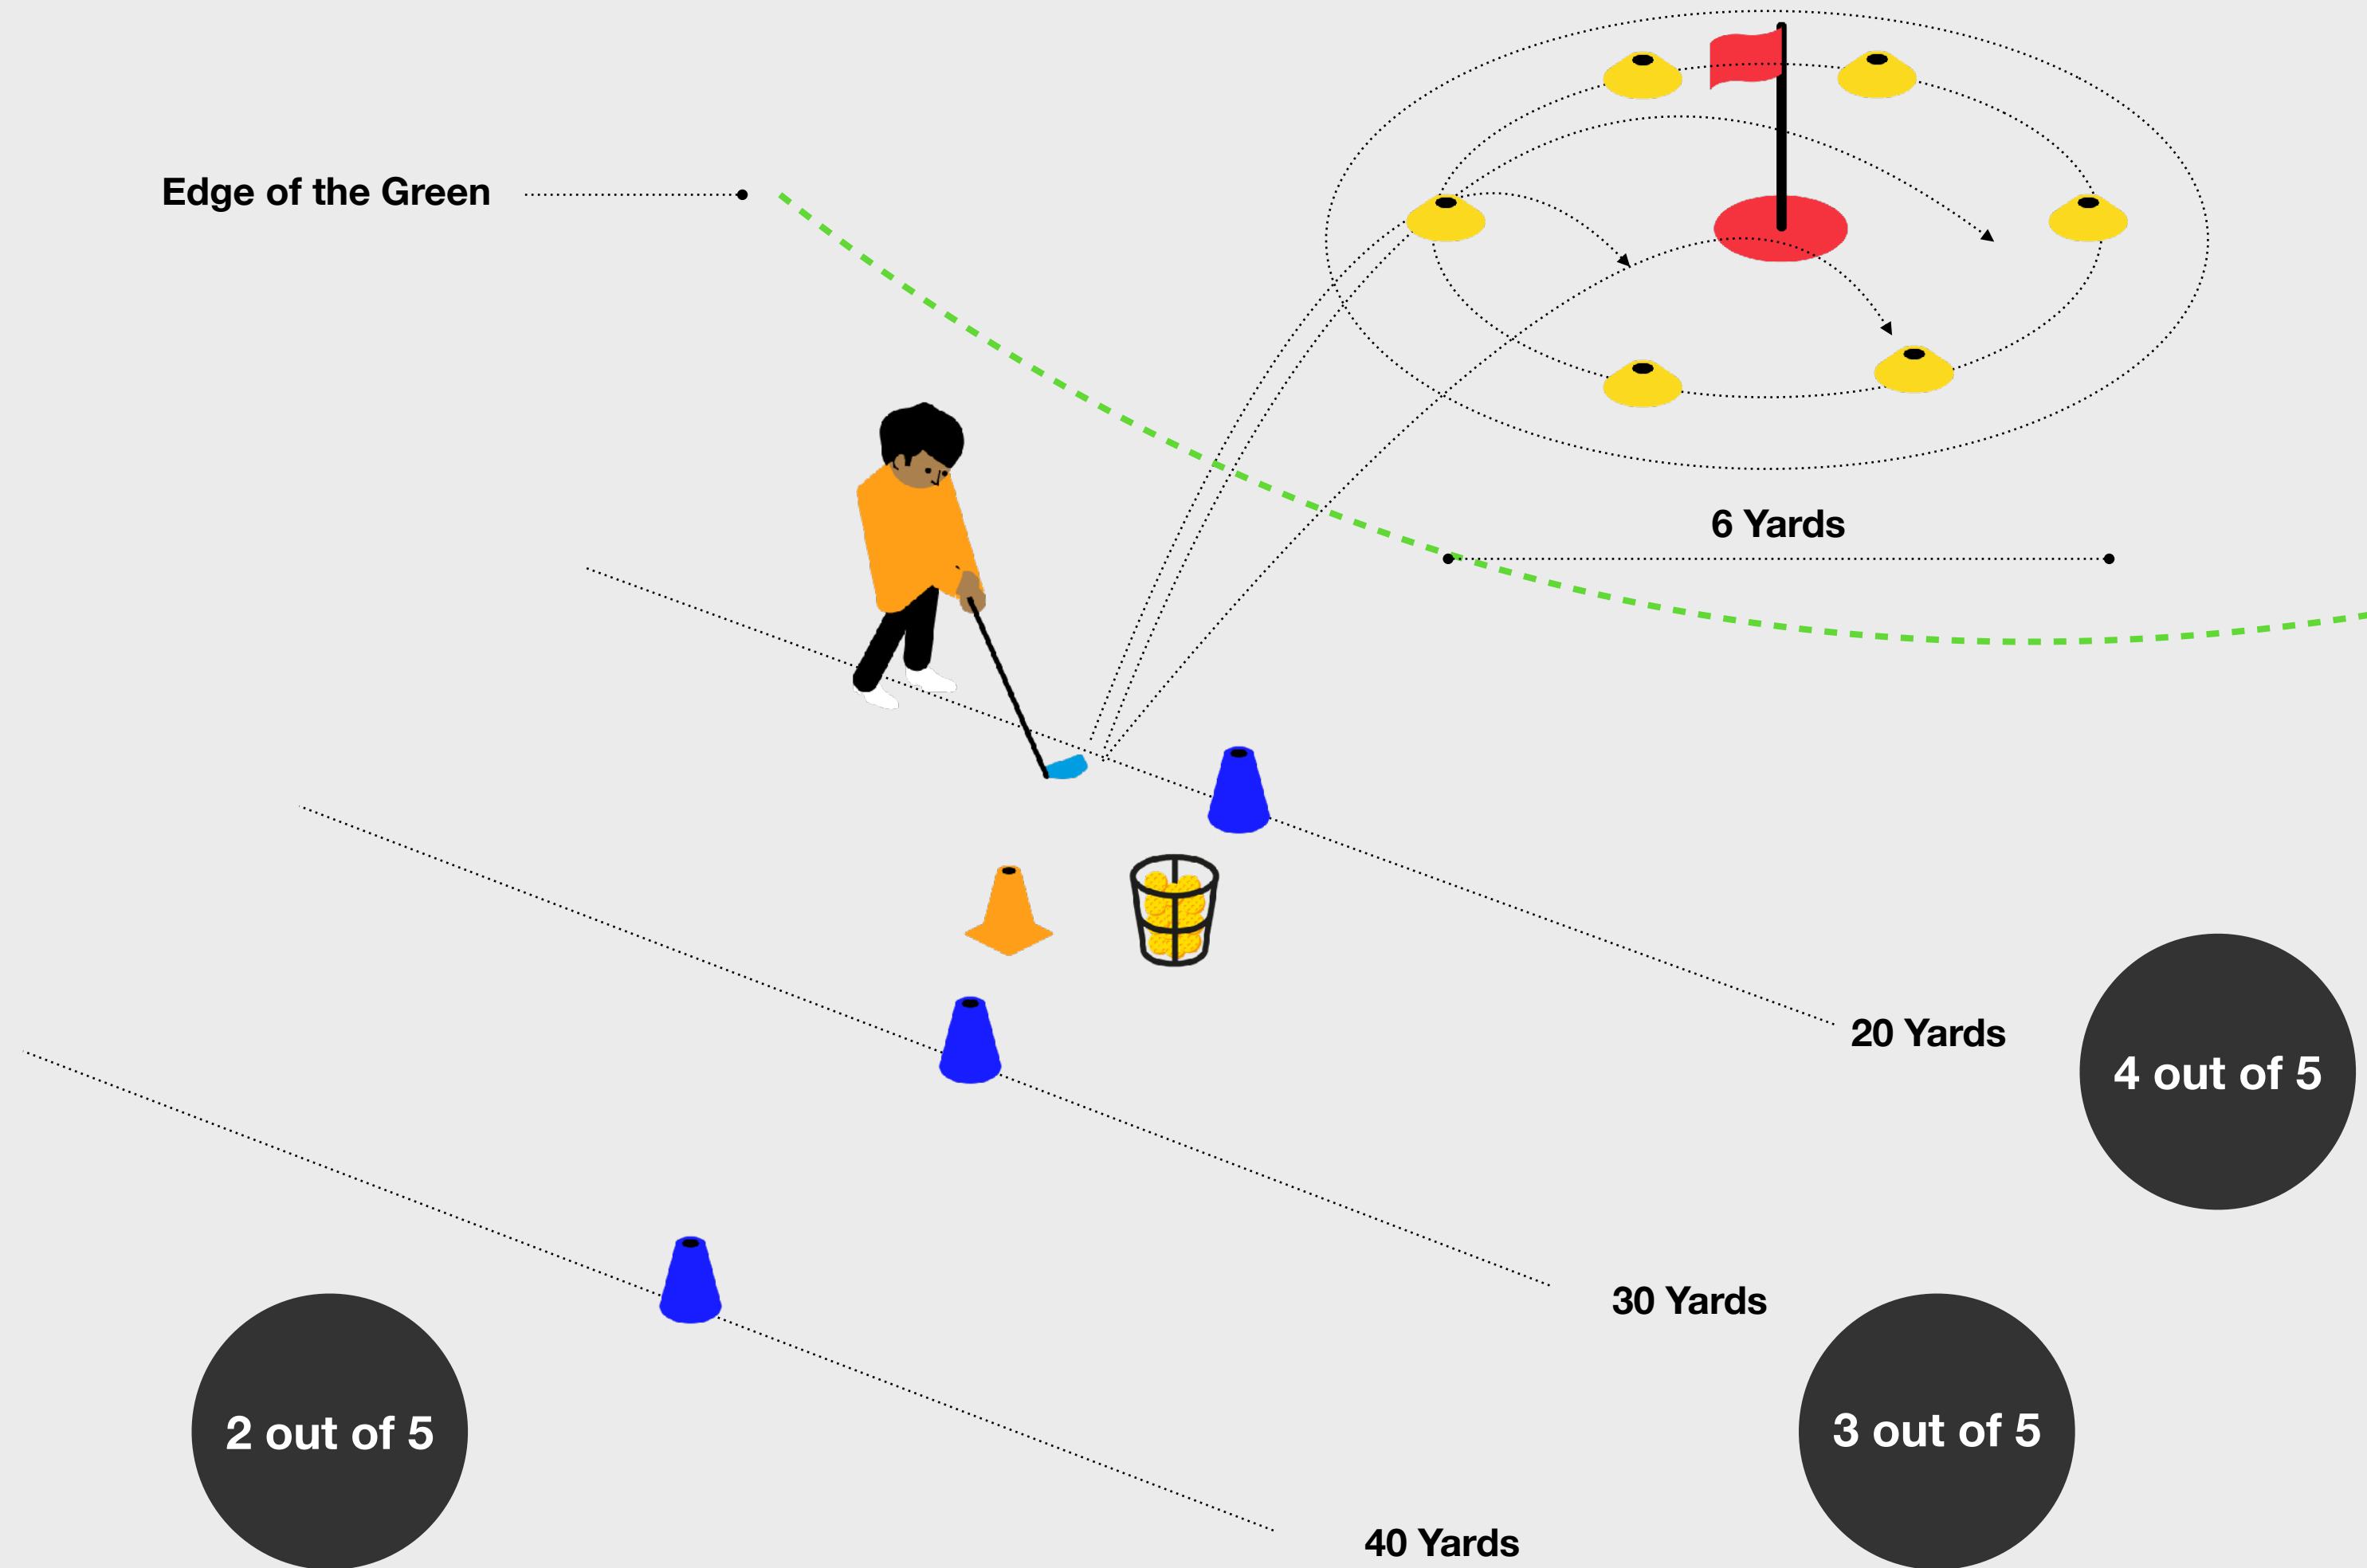 Edge of the Green
6 Yards
20 Yards
4 out of 5
30 Yards
3 out of 5
2 out of 5
40 Yards